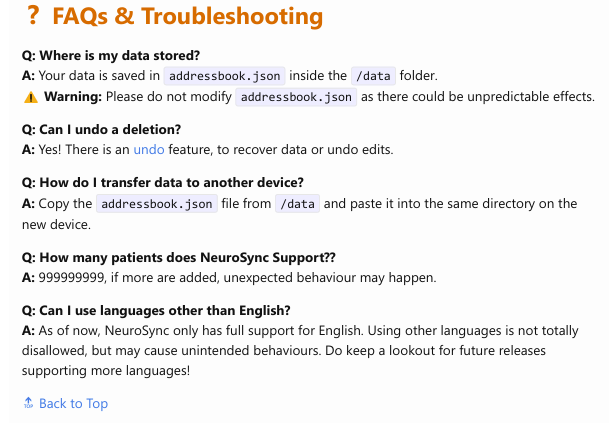 ❓ FAQs & Troubleshooting
Q: Where is my data stored?
A: Your data is saved in addressbook.json inside the /data folder.
⚠️ Warning: Please do not modify addressbook.json as there could be unpredictable effects.
Q: Can I undo a deletion?
A: Yes! There is an undo feature, to recover data or undo edits.
Q: How do I transfer data to another device?
A: Copy the addressbook.json file from /data and paste it into the same directory on the
new device.
Q: How many patients does NeuroSync Support??
A: 999999999, if more are added, unexpected behaviour may happen.
Q: Can I use languages other than English?
A: As of now, NeuroSync only has full support for English. Using other languages is not totally
disallowed, but may cause unintended behaviours. Do keep a lookout for future releases
supporting more languages!
Back to Top